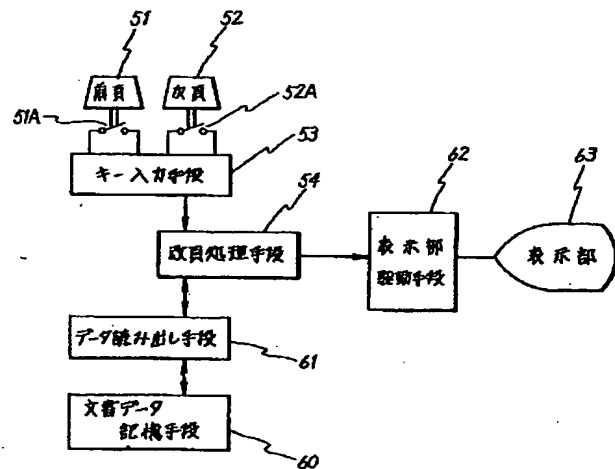 51
52
前頁
次頁
51A
52A
53
キー入力手段
54
改頁処理手段
62
表示部
駆動手段
63
表示部
データ読み出し手段
61
文書データ
記憶手段
60